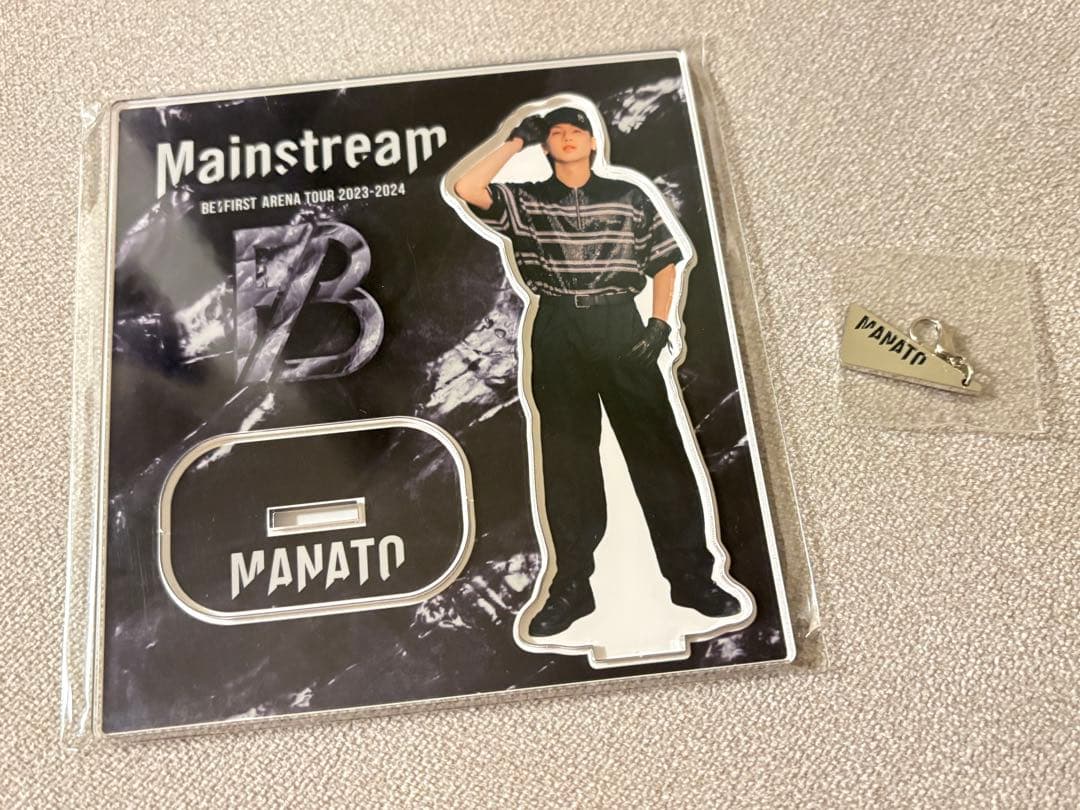 Mainstream
BE:FIRST ARENA TOUR 2023-2024
MANATO
MANATO